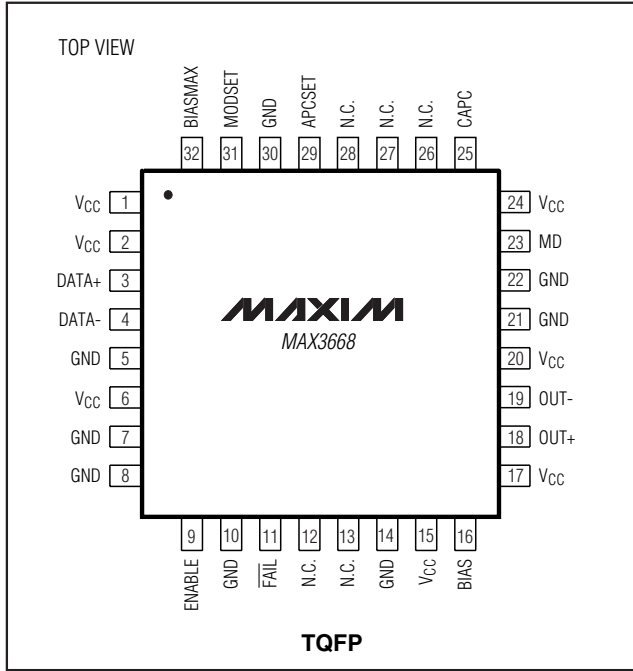 TOP VIEW
BIASMAX MODSET GND APCSET N.C. N.C. N.C. CAPC
32 31 30 29 28 27 26 25
VCC 1
VCC 2
DATA+ 3
DATA- 4
GND 5
VCC 6
GND 7
GND 8
MAXIM
MAX3668
24 VCC
23 MD
22 GND
21 GND
20 VCC
19 OUT-
18 OUT+
17 VCC
9 10 11 12 13 14 15 16
ENABLE GND FAIL N.C. N.C. GND VCC BIAS
TQFP